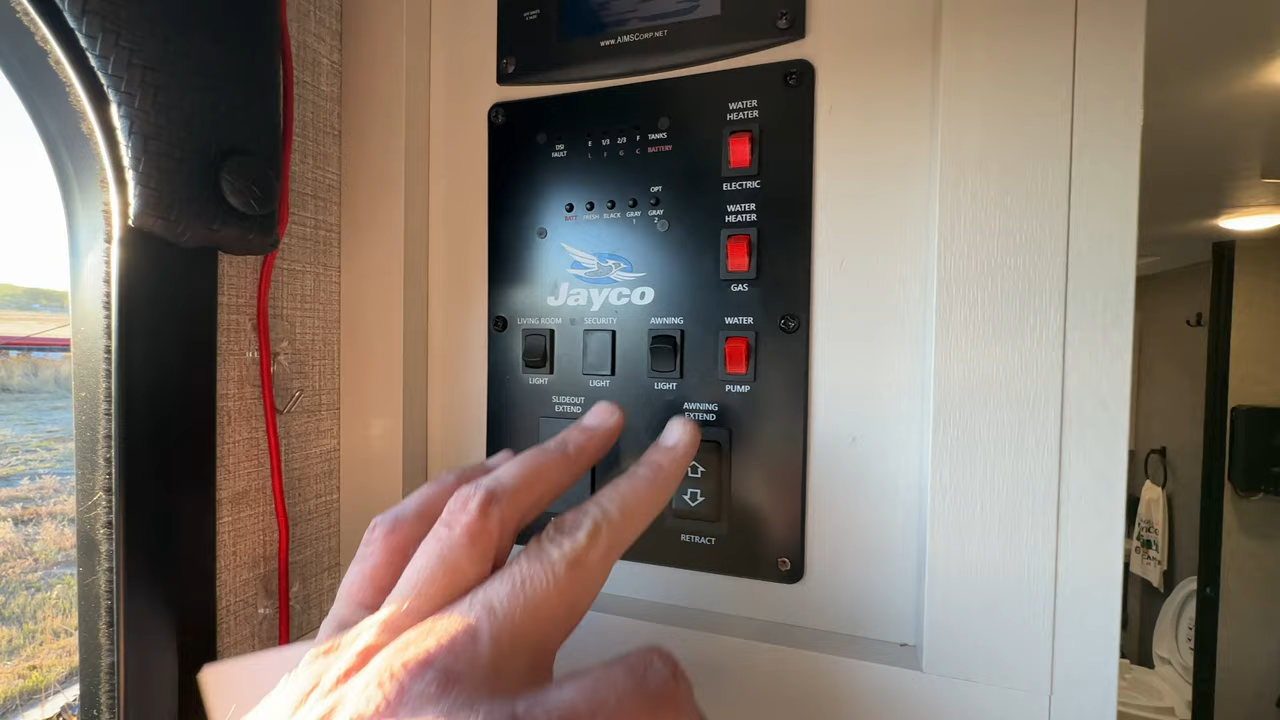 www.AIMSCorp.net
WATER
HEATER
DSI
FAULT
E 1/3 2/3 F TANKS
L F G C BATTERY
ELECTRIC
OPT
BATT FRESH BLACK GRAY
1 GRAY
2
WATER
HEATER
GAS
Jayco
LIVING ROOM SECURITY AWNING WATER
LIGHT LIGHT LIGHT PUMP
SLIDEOUT
EXTEND
AWNING
EXTEND
RETRACT